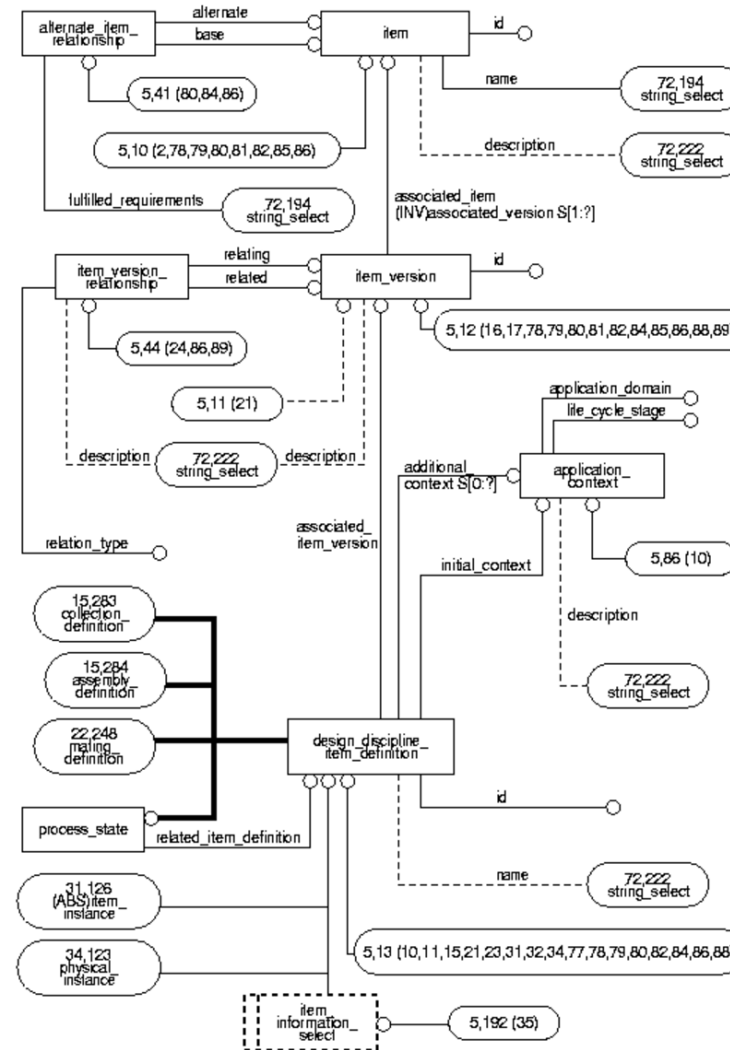 alternate_item_
relationship
alternate
base
item
id
name
72,194
string_select
5,41 (80,84,86)
description
72,222
string_select
5,10 (2,78,79,80,81,82,85,86)
fulfilled_requirements
72,194
string_select
associated_item
(INV)associated_version S[1:?]
item_version_
relationship
relating
related
item_version
id
5,12 (16,17,78,79,80,81,82,84,85,86,88,89)
5,44 (24,86,89)
5,11 (21)
application_domain
life_cycle_stage
description
72,222
string_select
description
additional_
context S[0:?]
application_
context
relation_type
associated_
item_version
initial_context
5,86 (10)
15,283
collection_
definition
description
15,284
assembly_
definition
72,222
string_select
22,248
mating_
definition
design_discipline_
item_definition
id
process_state
related_item_definition
name
72,222
string_select
31,126
(ABS)item_
instance
34,123
physical_
instance
5,13 (10,11,15,21,23,31,32,34,77,78,79,80,82,84,86,88
item_
information_
select
5,192 (35)